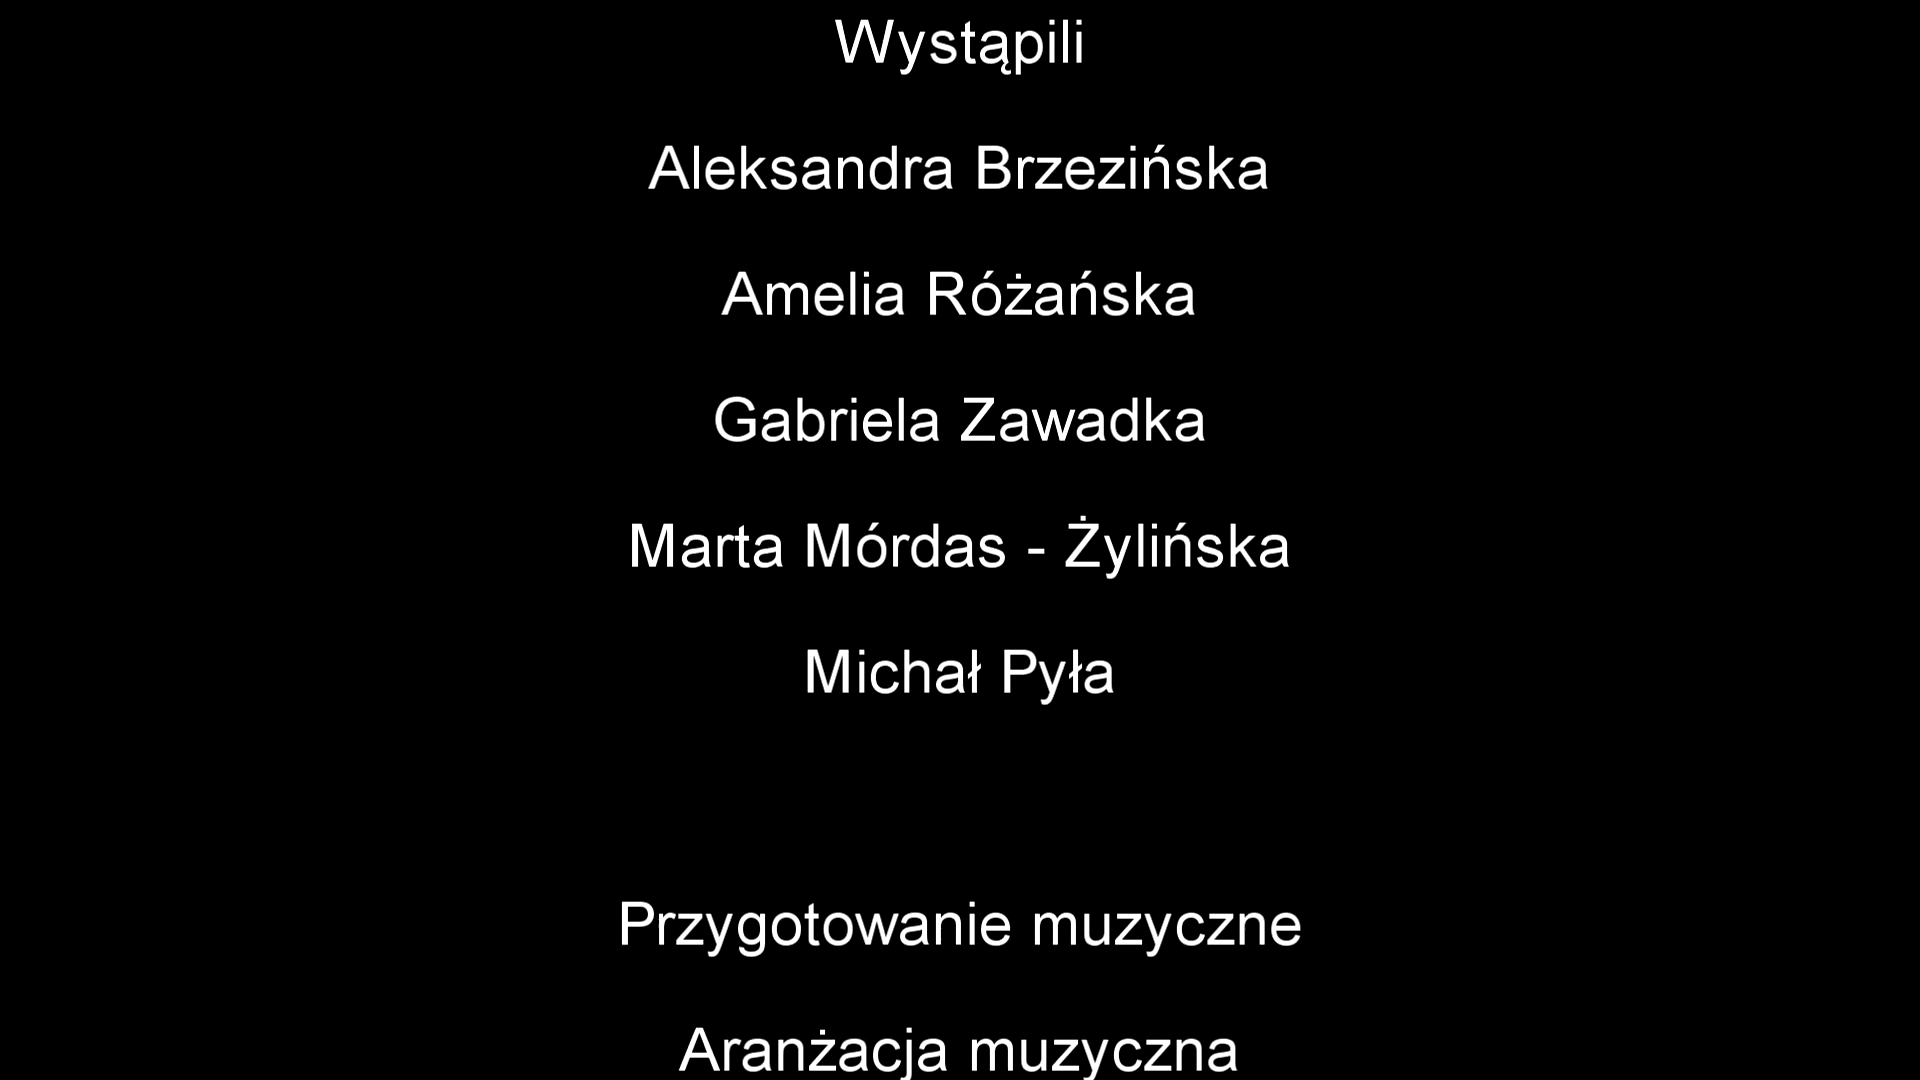 Wystąpili
Aleksandra Brzezińska
Amelia Różańska
Gabriela Zawadka
Marta Mórdas - Żylińska
Michał Pyła
Przygotowanie muzyczne
Aranżacja muzyczna